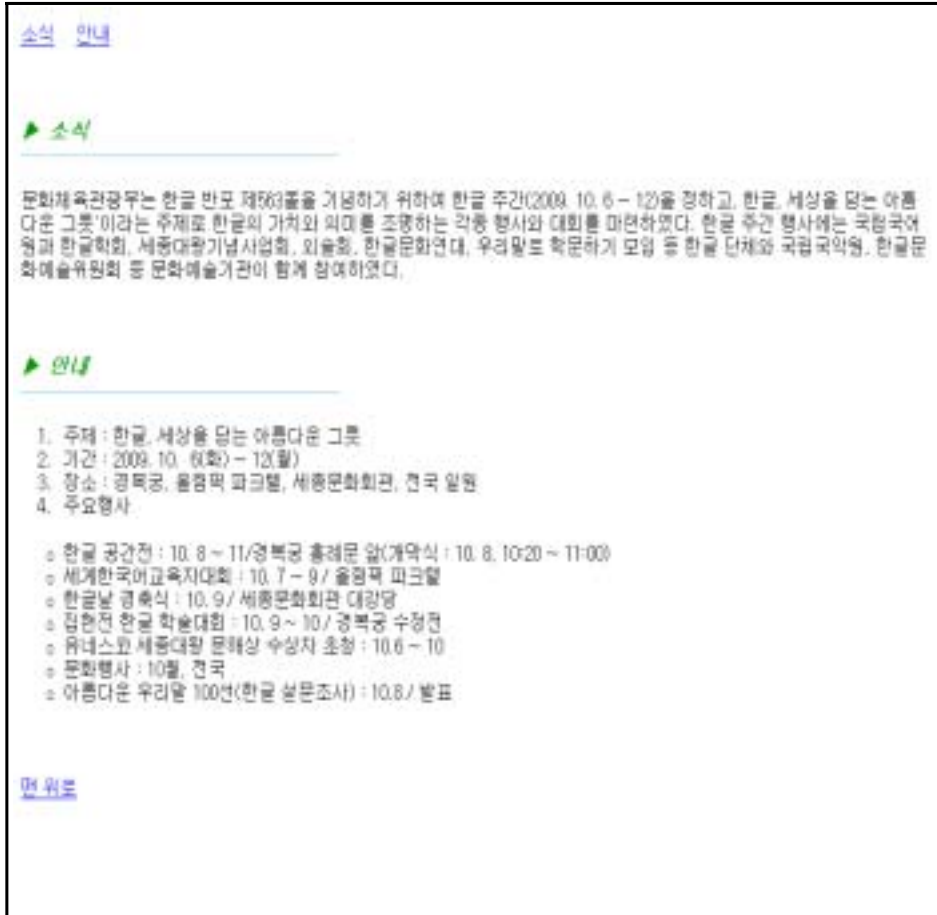 소식 안내
▶ 소식
문화체육관광부는 한글 반포 제563돌을 기념하기 위하여 한글 주간(2009. 10. 6 ~ 12)을 정하고, 한글, 세상을 담는 아름
다운 그릇'이라는 주제로 한글의 가치와 의미를 조명하는 각종 행사와 대회를 마련하였다. 한글 주간 행사에는 국립국어
원과 한글학회, 세종대왕기념사업회, 외솔회, 한글문화연대, 우리말로 학문하기 모임 등 한글 단체와 국립국악원, 한글문
화예술위원회 등 문화예술기관이 함께 참여하였다.
▶ 안내
1. 주제 : 한글, 세상을 담는 아름다운 그릇
2. 기간 : 2009. 10. 6(화) ~ 12(월)
3. 장소 : 경복궁, 올림픽 파크텔, 세종문화회관, 전국 일원
4. 주요행사
o 한글 공간전 : 10. 8 ~ 11/경복궁 흥례문 앞(개막식 : 10. 8, 10:20 ~ 11:00)
o 세계한국어교육자대회 : 10. 7 ~ 9 / 올림픽 파크텔
o 한글날 경축식 : 10. 9 / 세종문화회관 대강당
o 집현전 한글 학술대회 : 10. 9 ~ 10 / 경복궁 수정전
o 유네스코 세종대왕 문해상 수상자 초청 : 10.6 ~ 10
o 문화행사 : 10월, 전국
o 아름다운 우리말 100선(한글 설문조사) : 10.8 / 발표
맨 위로